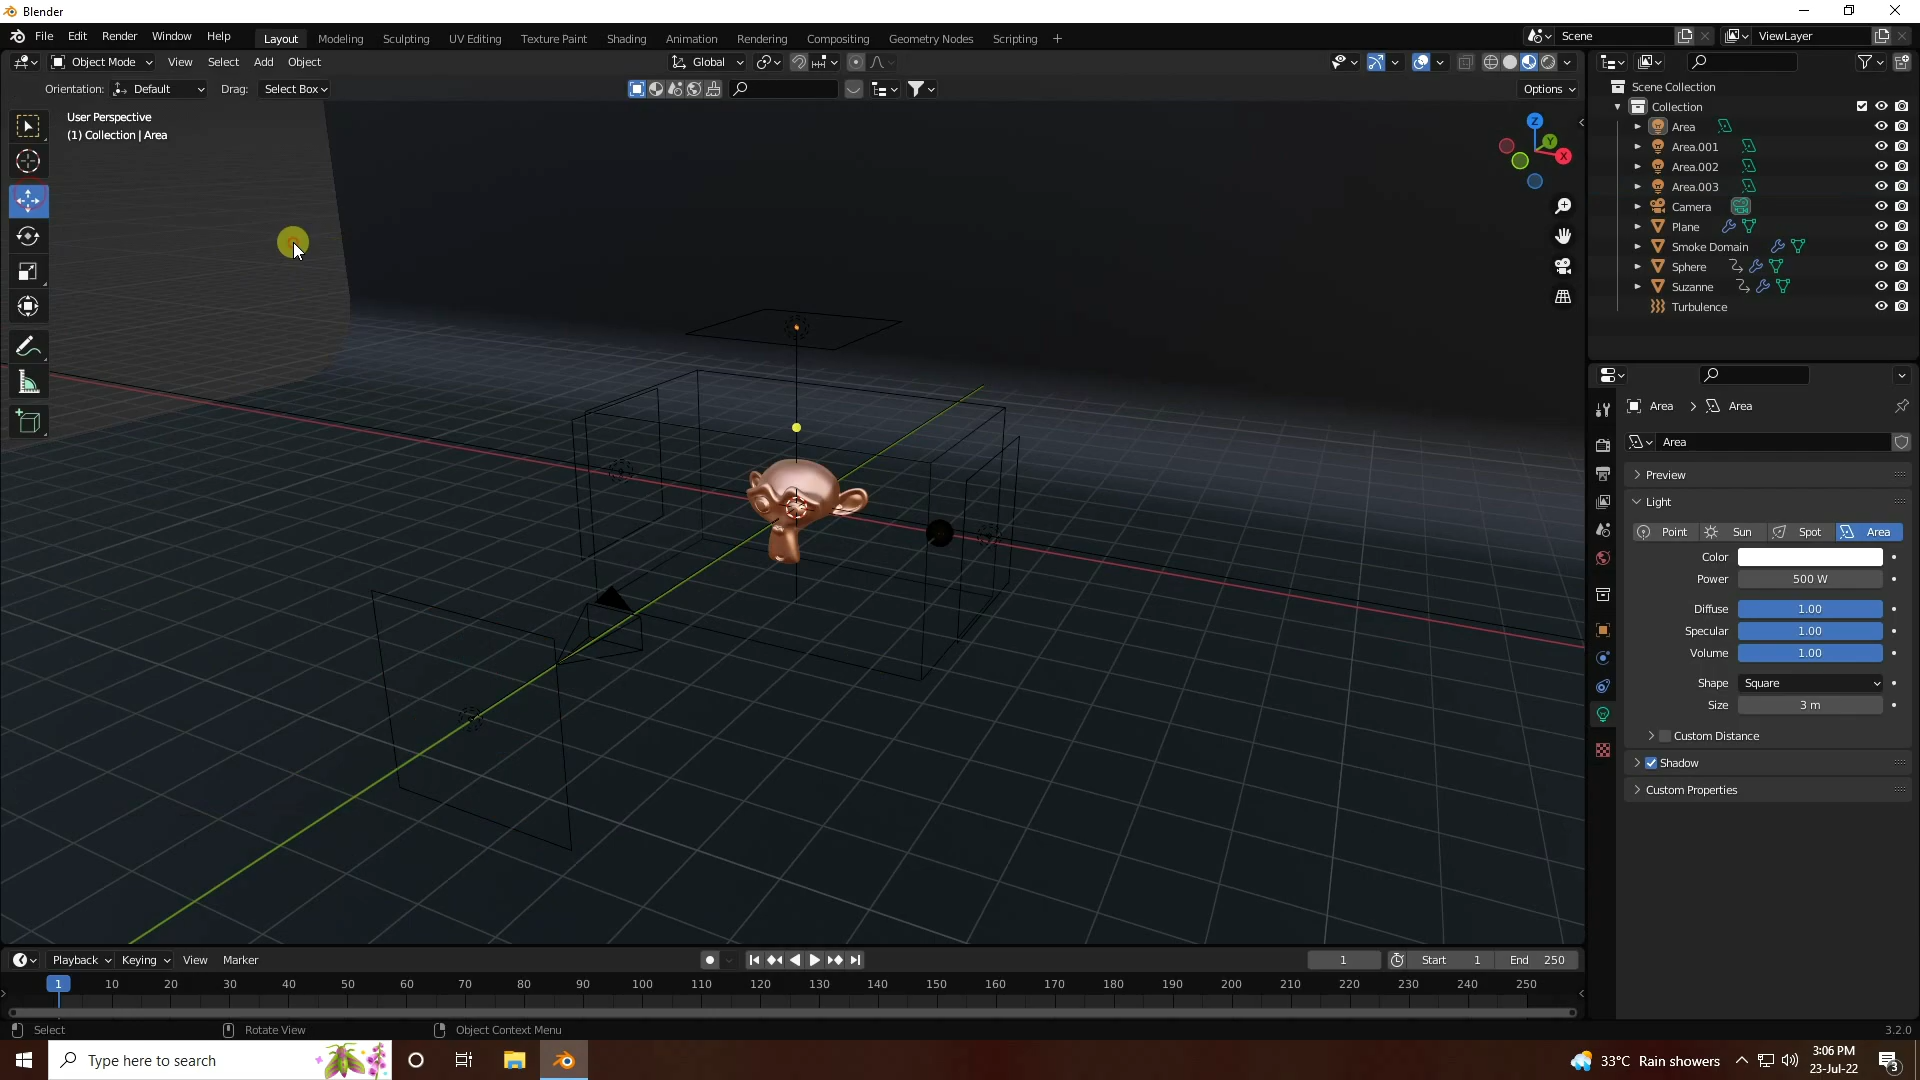 Blender
File Edit Render Window Help Layout Modeling Sculpting UV Editing Texture Paint Shading Animation Rendering Compositing Geometry Nodes Scripting + Scene ViewLayer
Object Mode View Select Add Object Global
Orientation: Default Drag: Select Box Options
User Perspective
(1) Collection | Area
Z
Y
X
Scene Collection
Collection
Area
Area.001
Area.002
Area.003
Camera
Plane
Smoke Domain
Sphere
Suzanne
Turbulence
Area > Area
Area
Preview
Light
Point Sun Spot Area
Color
Power 500 W
Diffuse 1.00
Specular 1.00
Volume 1.00
Shape Square
Size 3 m
Custom Distance
Shadow
Custom Properties
Playback Keying View Marker 1 Start 1 End 250
1 10 20 30 40 50 60 70 80 90 100 110 120 130 140 150 160 170 180 190 200 210 220 230 240 250
Select Rotate View Object Context Menu 3.2.0
Type here to search 33°C Rain showers 3:06 PM
23-Jul-22 3